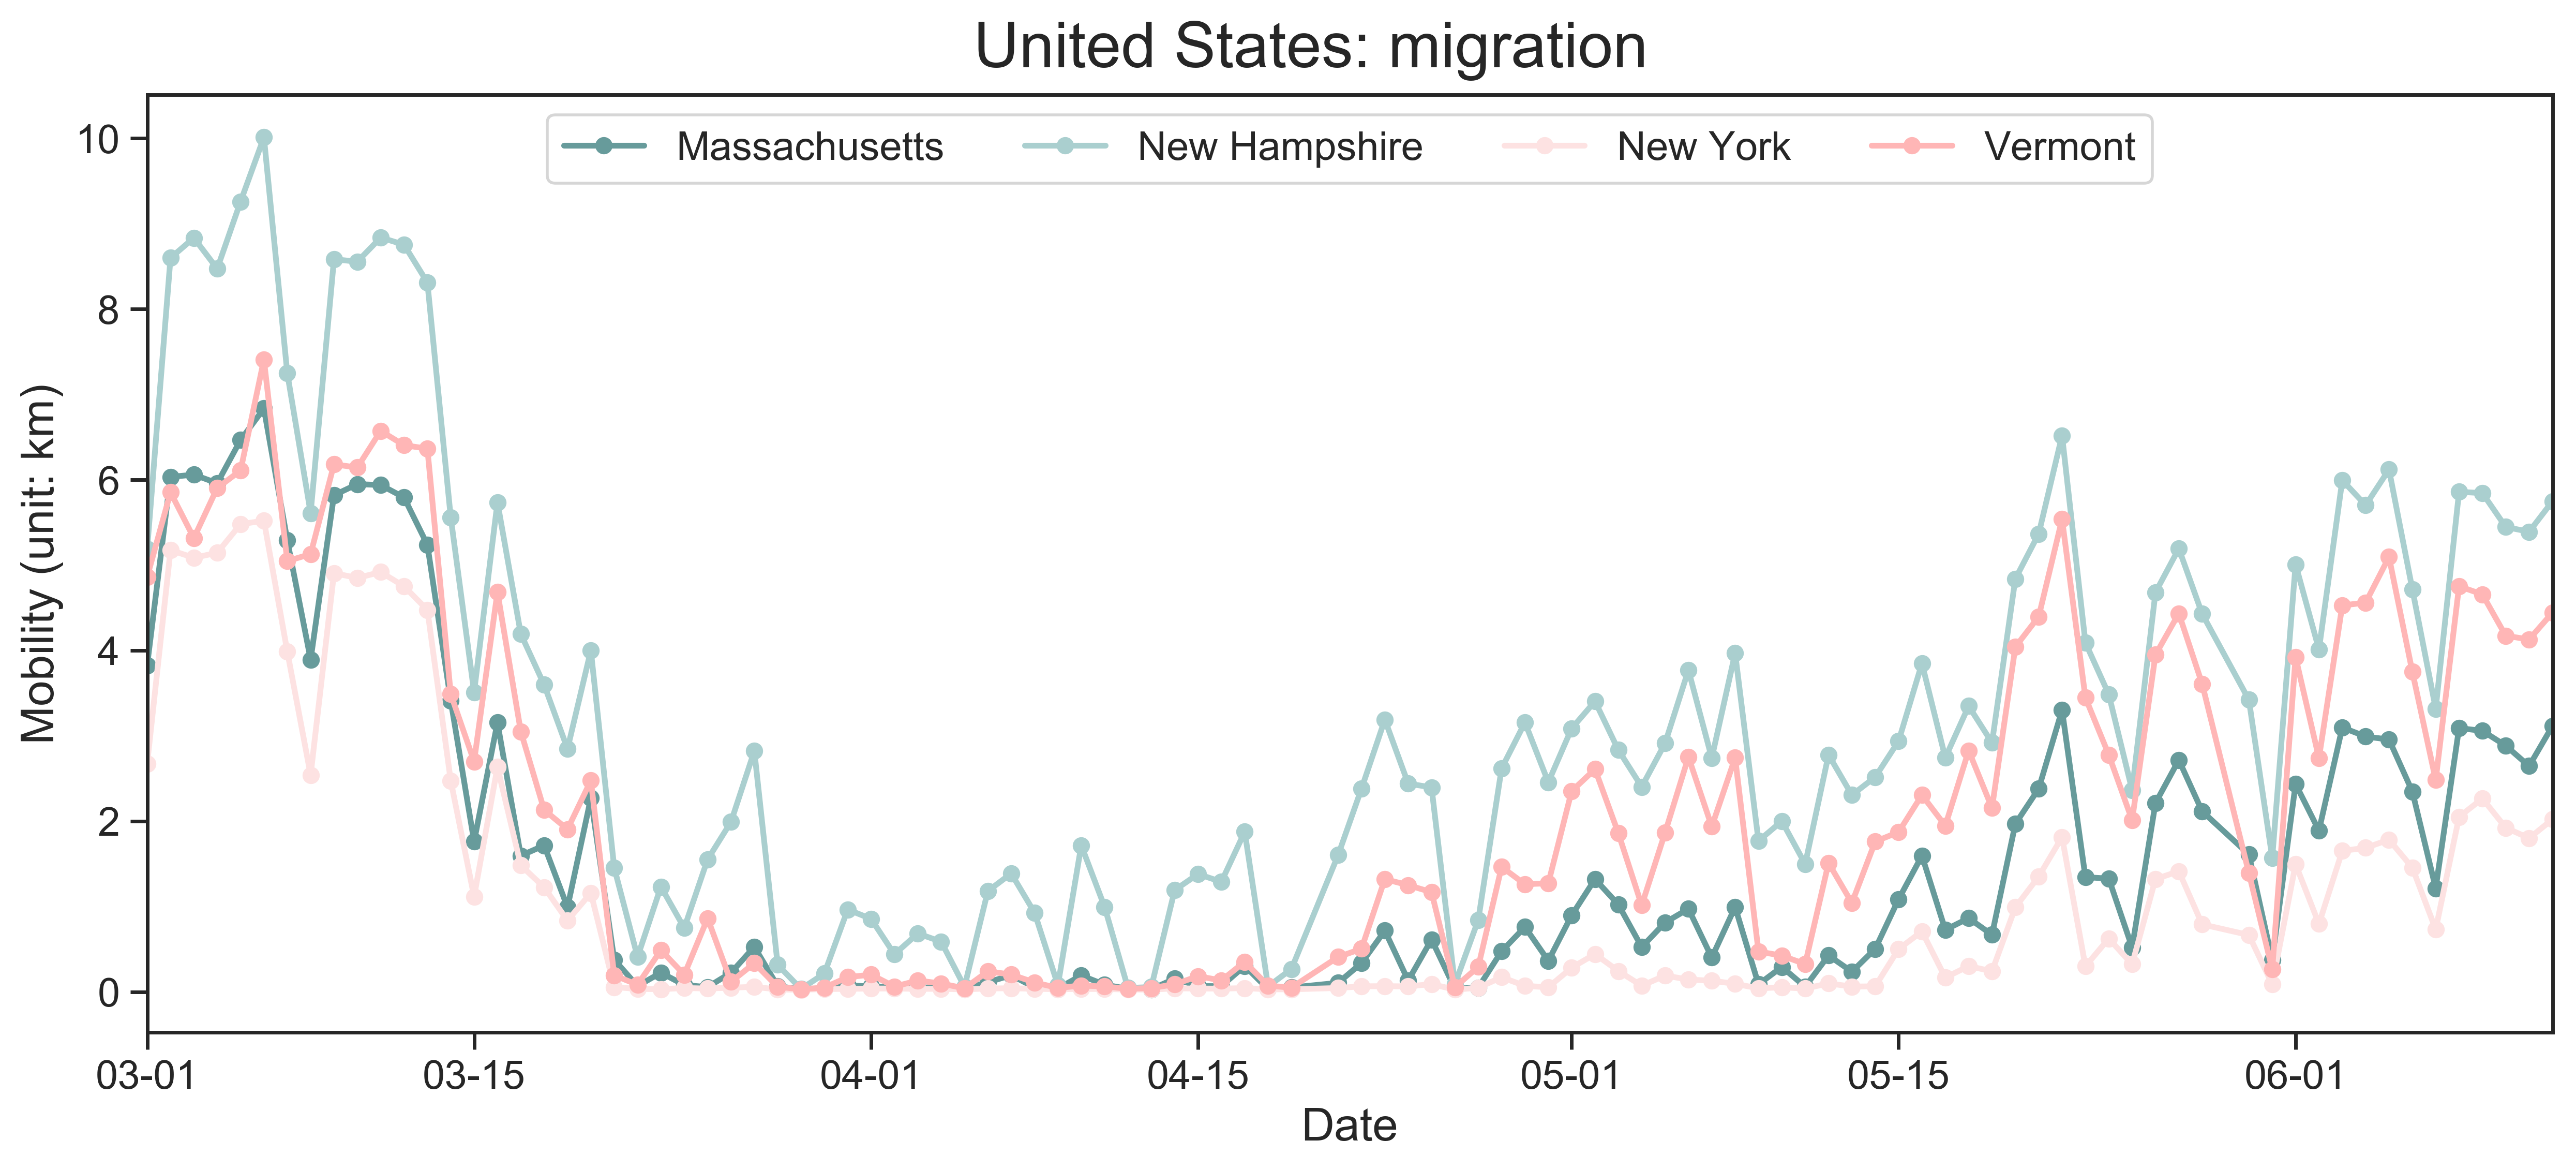 United States: migration
Massachusetts New Hampshire New York Vermont
Mobility (unit: km)
10
8
6
4
2
0
03-01 03-15 04-01 04-15 05-01 05-15 06-01
Date